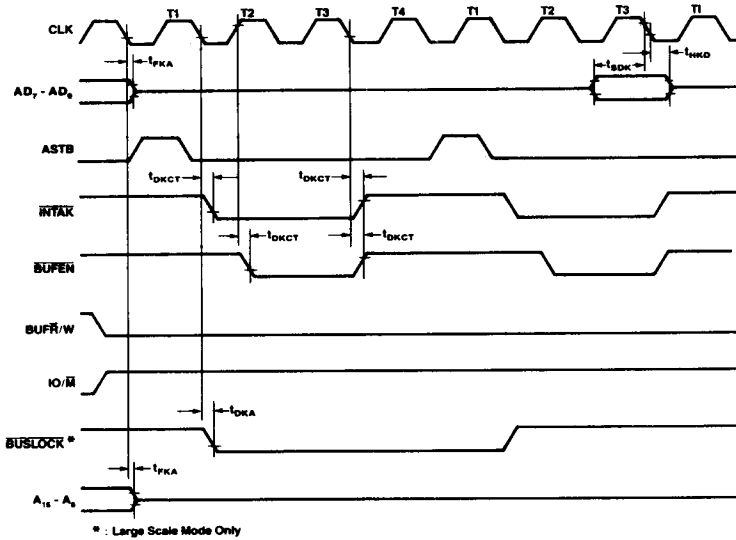 T1 T2 T3 T4 T1 T2 T3 TI
CLK
tFKA
tSDK
tHKD
AD7 - AD0
ASTB
tDKCT tDKCT
INTAK
tDKCT tDKCT
BUFEN
BUFR/W
IO/M
tDKA
BUSLOCK *
tFKA
A15 - A8
* : Large Scale Mode Only